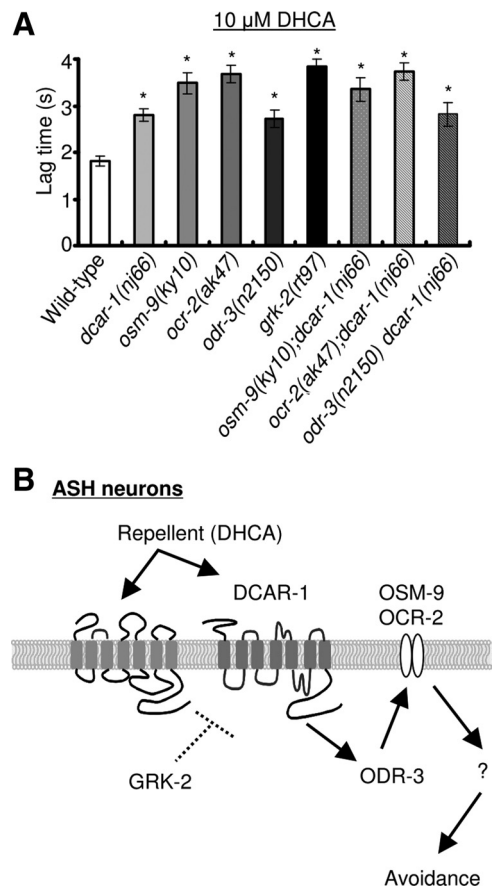 A
10 µM DHCA
Lag time (s)
4
3
2
1
0
* * * * * * * *
Wild-type
dcar-1(nj66)
osm-9(ky10)
ocr-2(ak47)
odr-3(n2150)
grk-2(rt97)
osm-9(ky10);dcar-1(nj66)
ocr-2(ak47);dcar-1(nj66)
odr-3(n2150) dcar-1(nj66)
B
ASH neurons
Repellent (DHCA)
DCAR-1
OSM-9
OCR-2
GRK-2
ODR-3
?
Avoidance